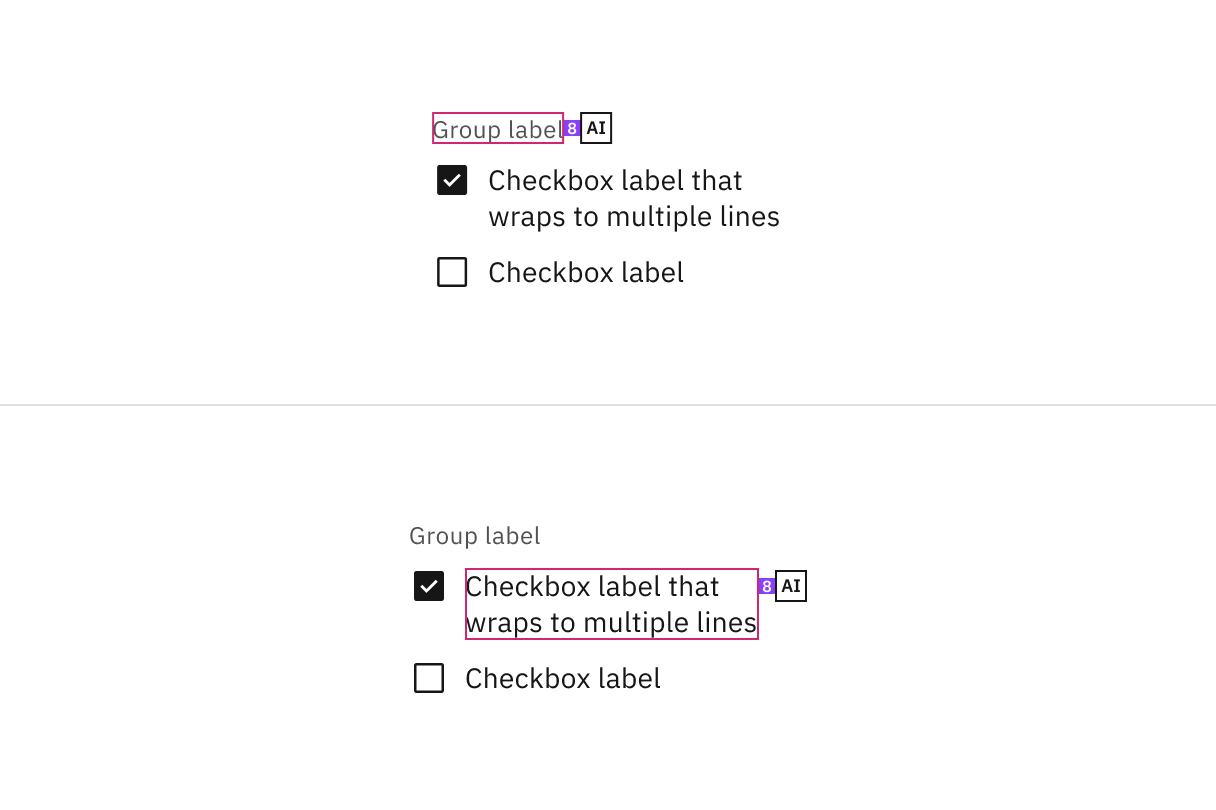 Group label 8 AI
Checkbox label that
wraps to multiple lines
Checkbox label
Group label
Checkbox label that 8 AI
wraps to multiple lines
Checkbox label